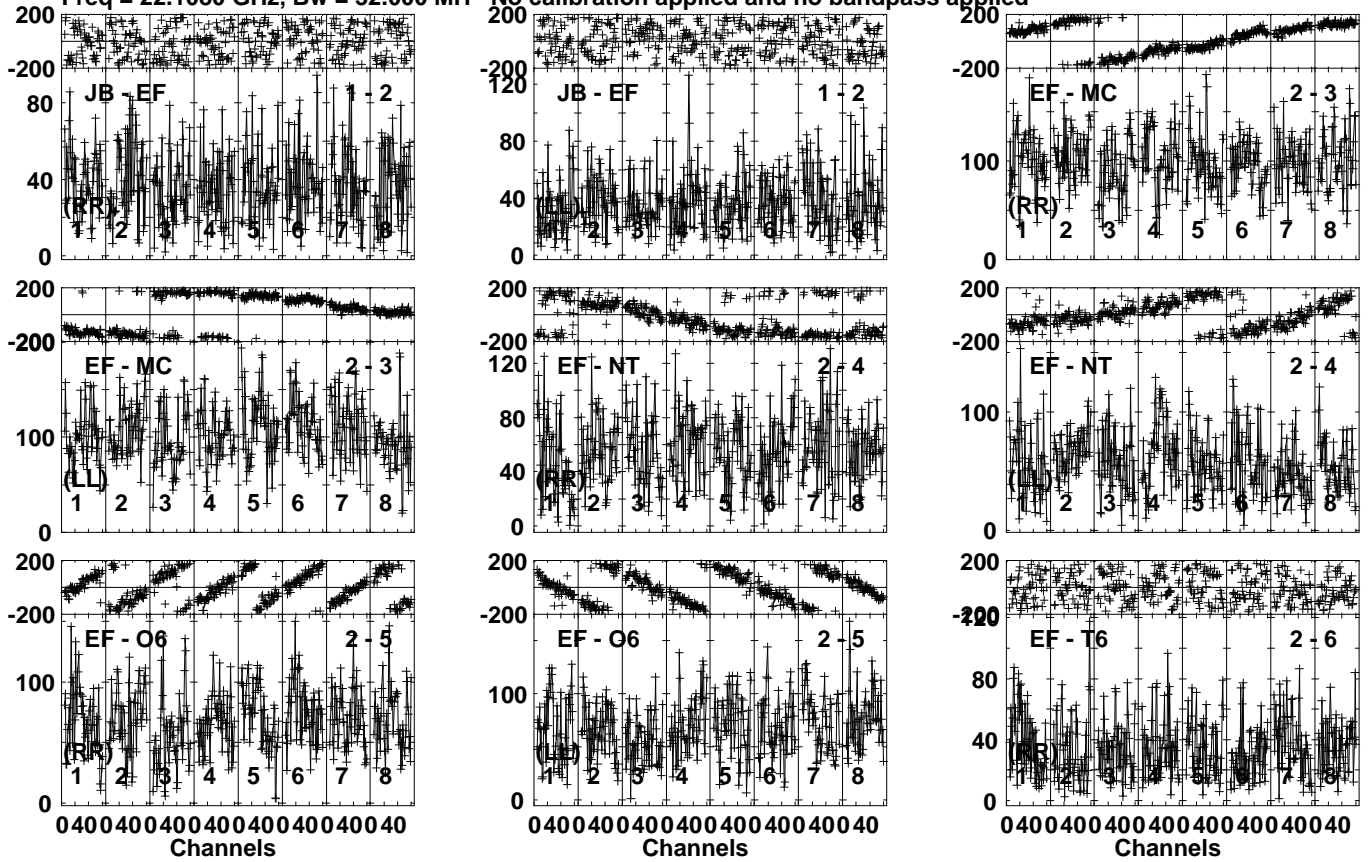 Freq = 22.1080 GHz, Bw = 32.000 MH No calibration applied and no bandpass applied
200 200 200
-200 -200 -200
JB - EF 1 - 2 JB - EF 1 - 2 EF - MC 2 - 3
80 120
40 80 100
0 40 0
0
(RR) (LL) (RR)
1 2 3 4 5 6 7 8 1 2 3 4 5 6 7 8 1 2 3 4 5 6 7 8
200 200 200
-200 -200 -200
EF - MC 2 - 3 EF - NT 2 - 4 EF - NT 2 - 4
100 120 100
0 80 0
40
0
(LL) (RR) (LL)
1 2 3 4 5 6 7 8 1 2 3 4 5 6 7 8 1 2 3 4 5 6 7 8
200 200 200
-200 -200 -200
EF - O6 2 - 5 EF - O6 2 - 5 EF - T6 2 - 6
100 100 120
0 0 80
40
0
(RR) (LL) (RR)
1 2 3 4 5 6 7 8 1 2 3 4 5 6 7 8 1 2 3 4 5 6 7 8
0 40 0 40 0 40 0 40 0 40 0 40 0 40 0 40 0 40 0 40 0 40 0 40 0 40 0 40 0 40 0 40 0 40 0 40 0 40 0 40 0 40 0 40 0 40 0 40
Channels Channels Channels